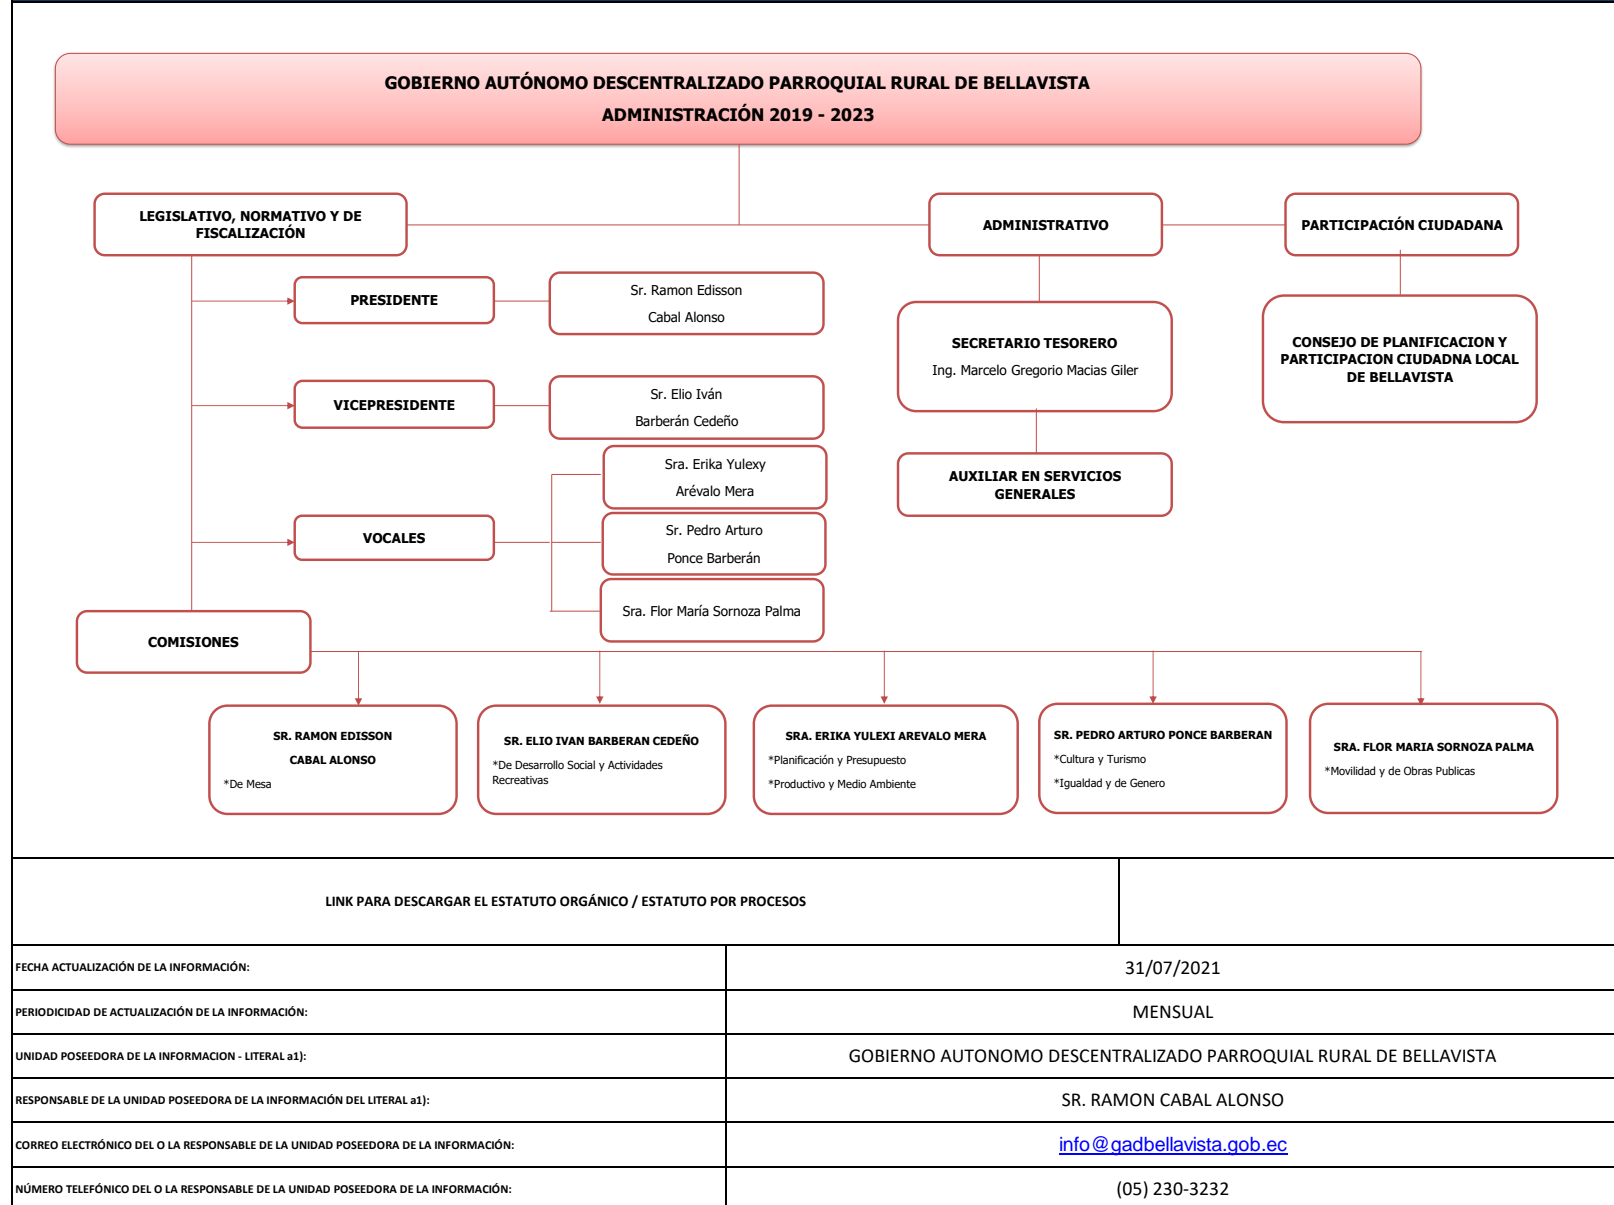 GOBIERNO AUTÓNOMO DESCENTRALIZADO PARROQUIAL RURAL DE BELLAVISTA
ADMINISTRACIÓN 2019 - 2023
LEGISLATIVO, NORMATIVO Y DE
FISCALIZACIÓN
ADMINISTRATIVO
PARTICIPACIÓN CIUDADANA
PRESIDENTE
Sr. Ramon Edisson
Cabal Alonso
SECRETARIO TESORERO
Ing. Marcelo Gregorio Macias Giler
CONSEJO DE PLANIFICACION Y
PARTICIPACION CIUDADNA LOCAL
DE BELLAVISTA
VICEPRESIDENTE
Sr. Elio Iván
Barberán Cedeño
AUXILIAR EN SERVICIOS
GENERALES
VOCALES
Sra. Erika Yulexy
Arévalo Mera
Sr. Pedro Arturo
Ponce Barberán
Sra. Flor María Sornoza Palma
COMISIONES
SR. RAMON EDISSON
CABAL ALONSO
*De Mesa
SR. ELIO IVAN BARBERAN CEDEÑO
*De Desarrollo Social y Actividades
Recreativas
SRA. ERIKA YULEXI AREVALO MERA
*Planificación y Presupuesto
*Productivo y Medio Ambiente
SR. PEDRO ARTURO PONCE BARBERAN
*Cultura y Turismo
*Igualdad y de Genero
SRA. FLOR MARIA SORNOZA PALMA
*Movilidad y de Obras Publicas
LINK PARA DESCARGAR EL ESTATUTO ORGÁNICO / ESTATUTO POR PROCESOS
FECHA ACTUALIZACIÓN DE LA INFORMACIÓN:
31/07/2021
PERIODICIDAD DE ACTUALIZACIÓN DE LA INFORMACIÓN:
MENSUAL
UNIDAD POSEEDORA DE LA INFORMACION - LITERAL a1):
GOBIERNO AUTONOMO DESCENTRALIZADO PARROQUIAL RURAL DE BELLAVISTA
RESPONSABLE DE LA UNIDAD POSEEDORA DE LA INFORMACIÓN DEL LITERAL a1):
SR. RAMON CABAL ALONSO
CORREO ELECTRÓNICO DEL O LA RESPONSABLE DE LA UNIDAD POSEEDORA DE LA INFORMACIÓN:
info@gadbellavista.gob.ec
NÚMERO TELEFÓNICO DEL O LA RESPONSABLE DE LA UNIDAD POSEEDORA DE LA INFORMACIÓN:
(05) 230-3232